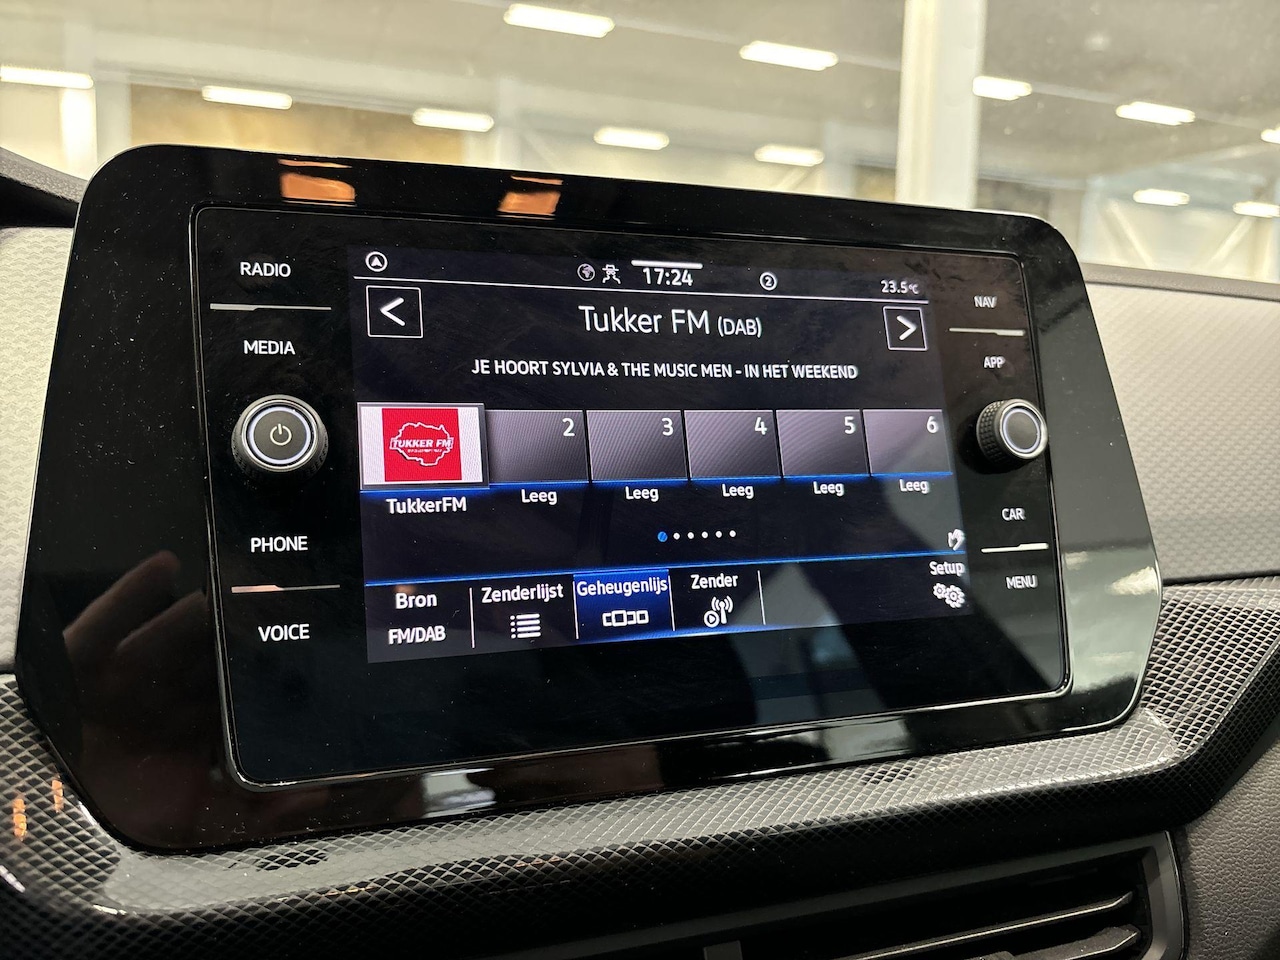 RADIO
MEDIA
PHONE
VOICE
17:24
2
23.5°C
Tukker FM (DAB)
JE HOORT SYLVIA & THE MUSIC MEN - IN HET WEEKEND
TUKKER FM
2
3
4
5
6
TukkerFM
Leeg
Leeg
Leeg
Leeg
Leeg
Bron
FM/DAB
Zenderlijst
Geheugenlijs
Zender
Setup
NAV
APP
CAR
MENU